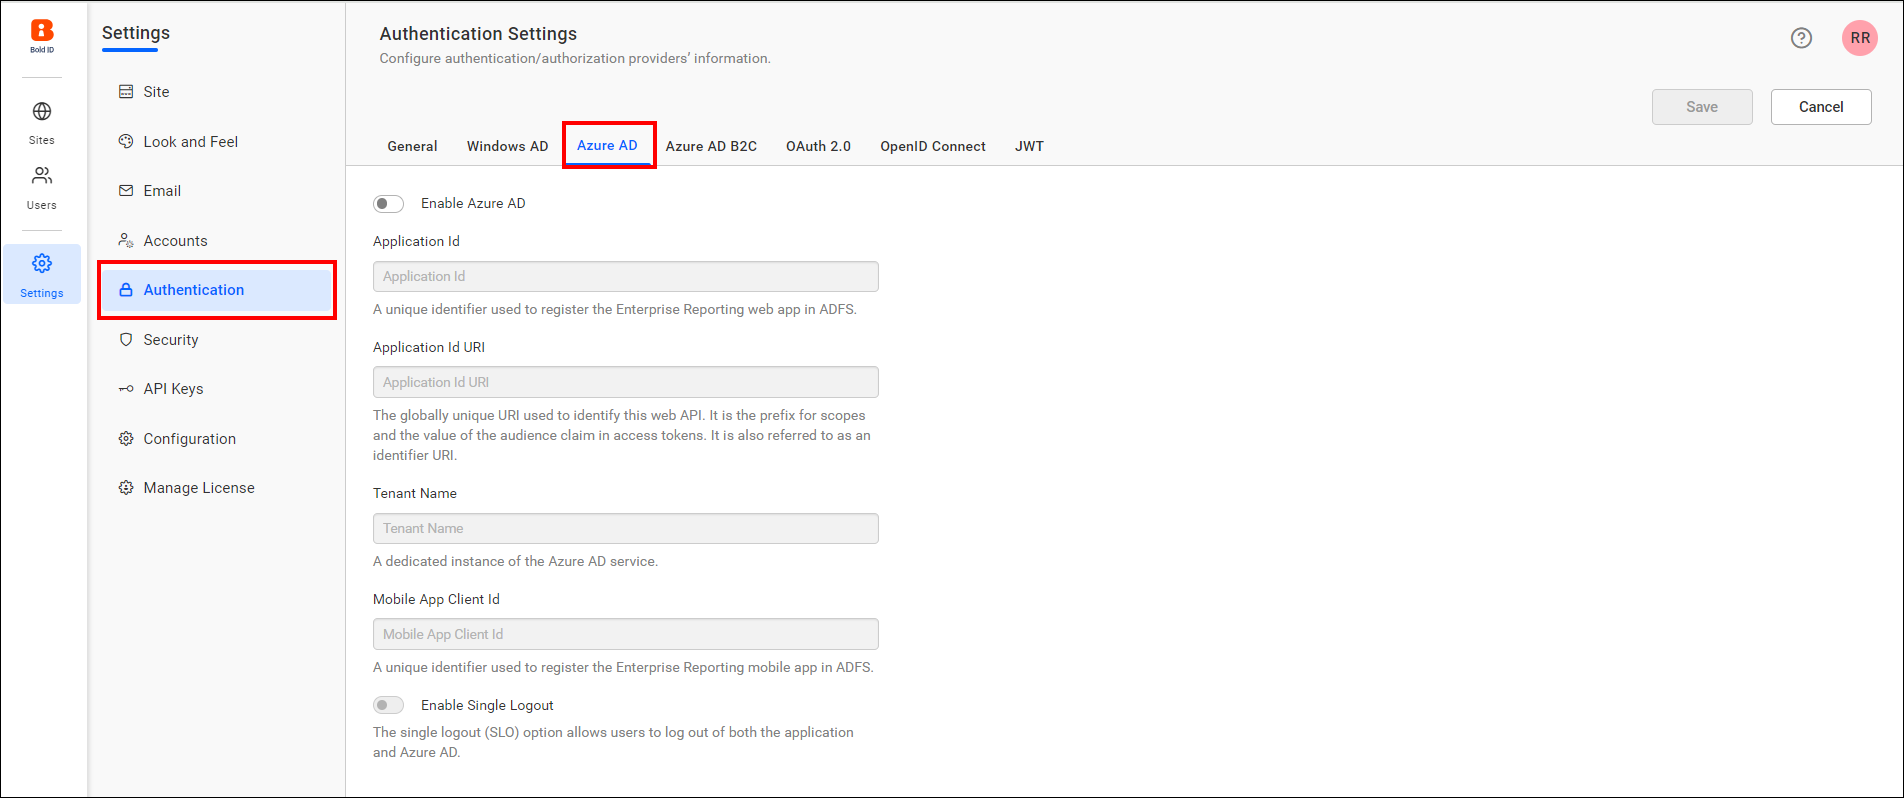 Bold ID
Sites
Users
Settings
Settings
Site
Look and Feel
Email
Accounts
Authentication
Security
API Keys
Configuration
Manage License
Authentication Settings
Configure authentication/authorization providers’ information.
RR
Save
Cancel
General
Windows AD
Azure AD
Azure AD B2C
OAuth 2.0
OpenID Connect
JWT
Enable Azure AD
Application Id
Application Id
A unique identifier used to register the Enterprise Reporting web app in ADFS.
Application Id URI
Application Id URI
The globally unique URI used to identify this web API. It is the prefix for scopes
and the value of the audience claim in access tokens. It is also referred to as an
identifier URI.
Tenant Name
Tenant Name
A dedicated instance of the Azure AD service.
Mobile App Client Id
Mobile App Client Id
A unique identifier used to register the Enterprise Reporting mobile app in ADFS.
Enable Single Logout
The single logout (SLO) option allows users to log out of both the application
and Azure AD.